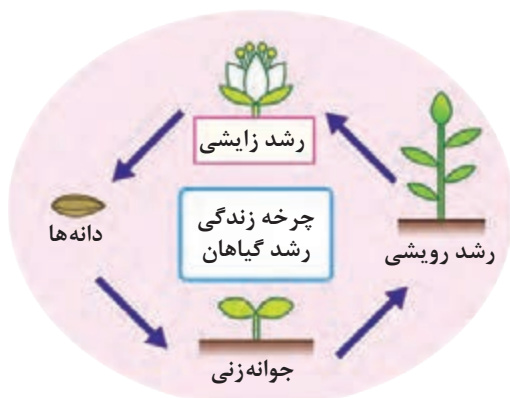 رشد زایشی
چرخه زندگی
رشد گیاهان
دانه‌ها
رشد رویشی
جوانه‌زنی